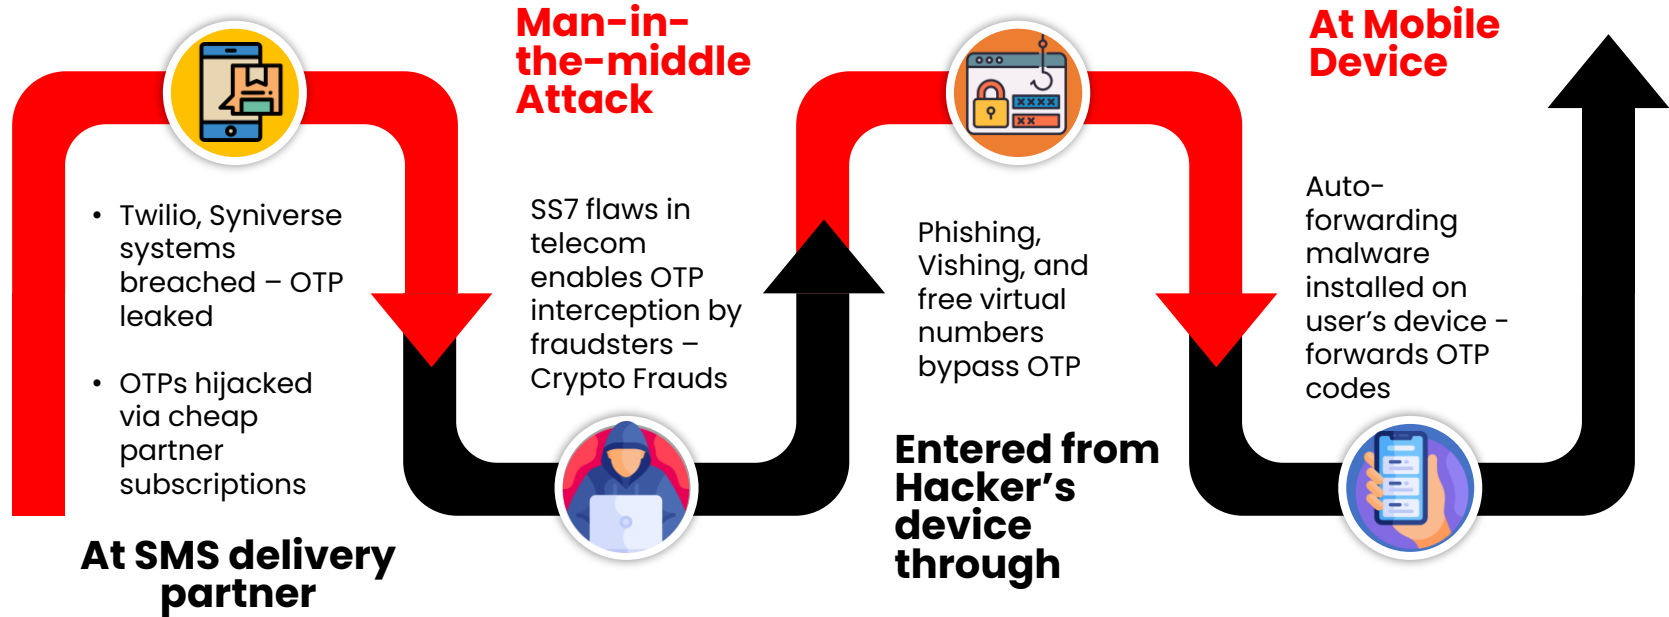 • Twilio, Syniverse
systems
breached – OTP
leaked
• OTPs hijacked
via cheap
partner
subscriptions
At SMS delivery
partner
Man-in-
the-middle
Attack
SS7 flaws in
telecom
enables OTP
interception by
fraudsters –
Crypto Frauds
xxxx
xx
Phishing,
Vishing, and
free virtual
numbers
bypass OTP
Entered from
Hacker’s
device
through
At Mobile
Device
Auto-
forwarding
malware
installed on
user’s device -
forwards OTP
codes